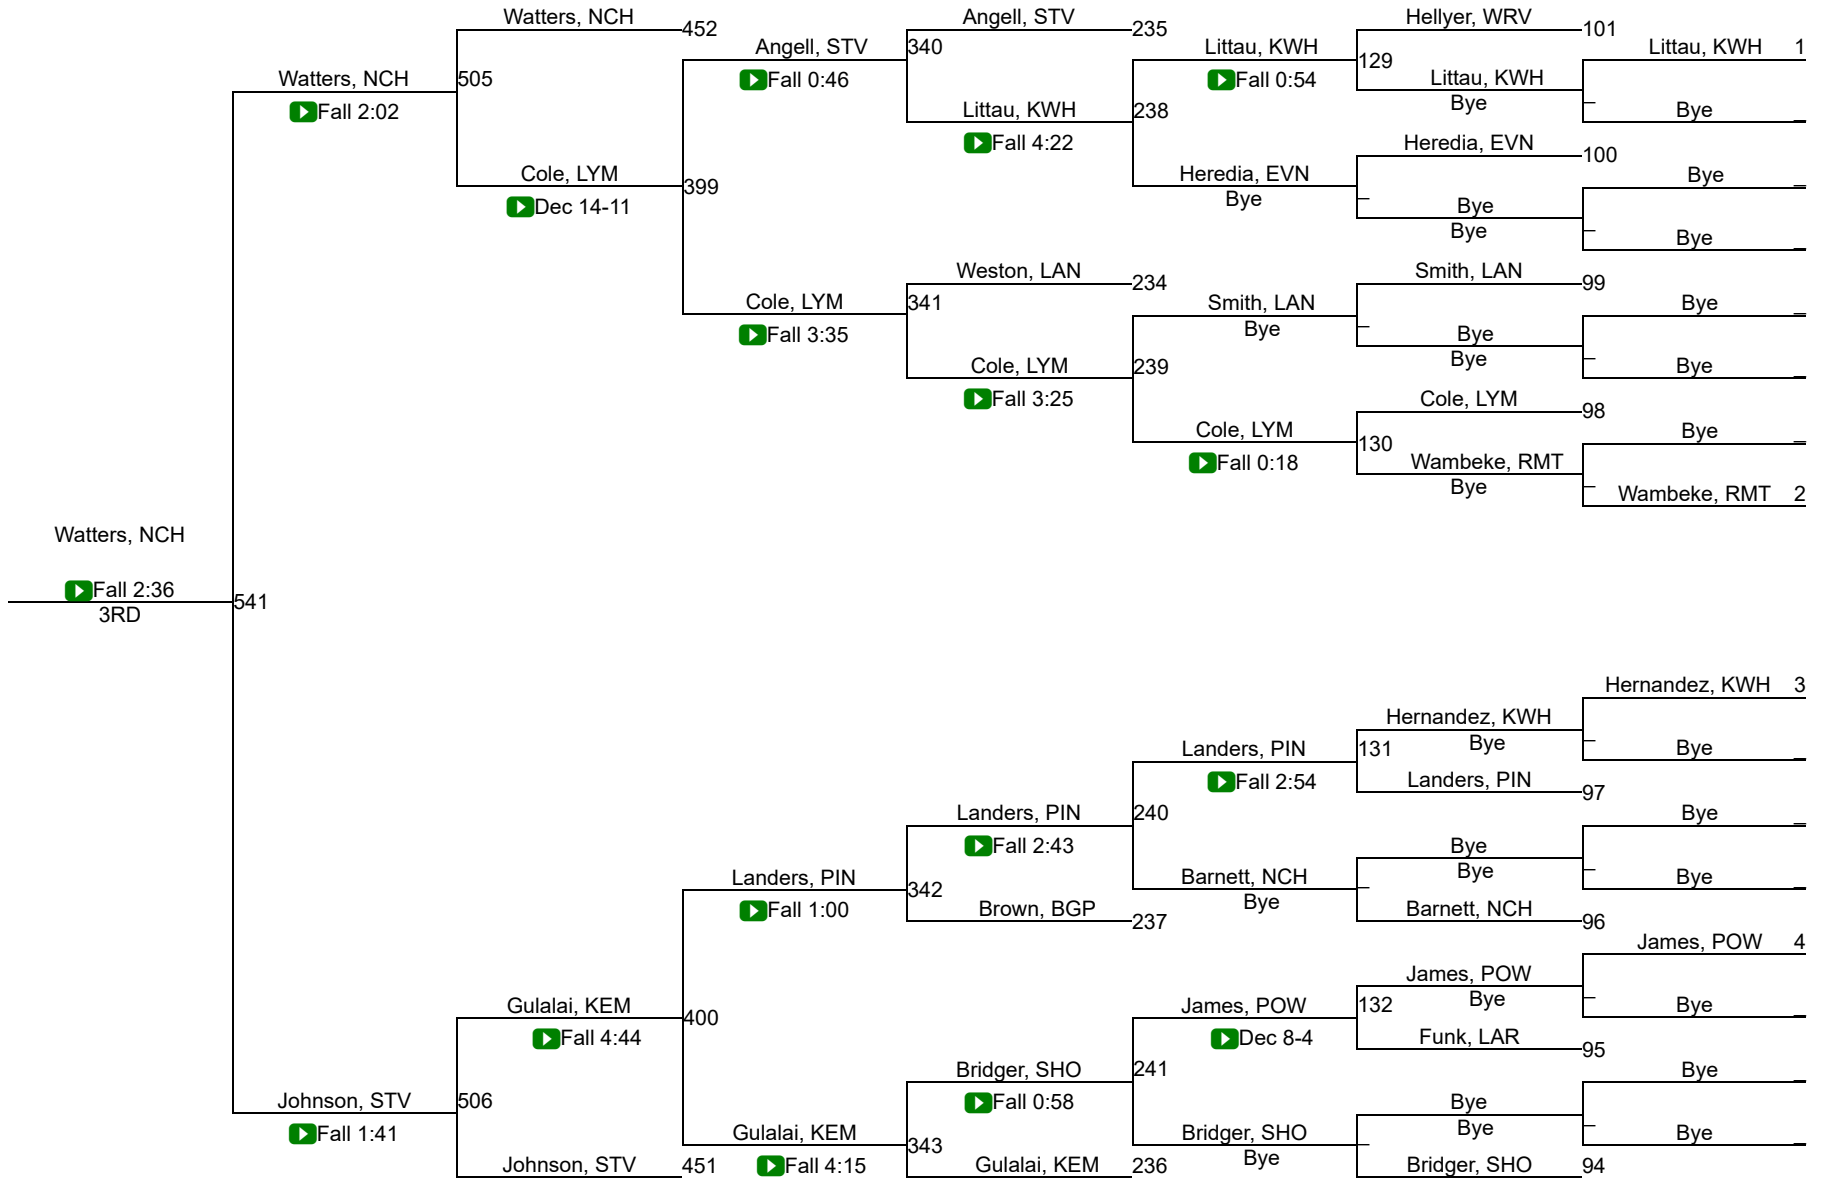 Watters, NCH
452
Angell, STV
235
Hellyer, WRV
101
Angell, STV
340
Littau, KWH
Littau, KWH 1
Watters, NCH
505
Fall 0:46
Fall 0:54
129
Littau, KWH
Bye
Fall 2:02
Littau, KWH
238
Bye _
Fall 4:22
Heredia, EVN
100
Cole, LYM
399
Heredia, EVN
Bye
Bye _
Dec 14-11
Bye
Bye
Bye _
Weston, LAN
234
Smith, LAN
99
Cole, LYM
341
Smith, LAN
Bye
Bye _
Fall 3:35
Bye
Bye
Cole, LYM
239
Bye _
Fall 3:25
Cole, LYM
98
Cole, LYM
130
Bye _
Fall 0:18
Wambeke, RMT
Bye
Wambeke, RMT 2
Watters, NCH
Fall 2:36
541
3RD
Hernandez, KWH 3
Hernandez, KWH
Bye
Landers, PIN
131
Bye _
Fall 2:54
Landers, PIN
97
Landers, PIN
240
Bye _
Fall 2:43
Bye
Bye
Landers, PIN
342
Barnett, NCH
Bye
Bye _
Fall 1:00
Brown, BGP
237
Barnett, NCH
96
James, POW 4
James, POW
Bye
Gulalai, KEM
400
James, POW
132
Bye _
Fall 4:44
Dec 8-4
Funk, LAR
95
Bridger, SHO
241
Bye _
Johnson, STV
506
Fall 0:58
Bye
Bye
Fall 1:41
Gulalai, KEM
343
Bridger, SHO
Bye
Bye _
Johnson, STV
451
Fall 4:15
Gulalai, KEM
236
Bridger, SHO
94